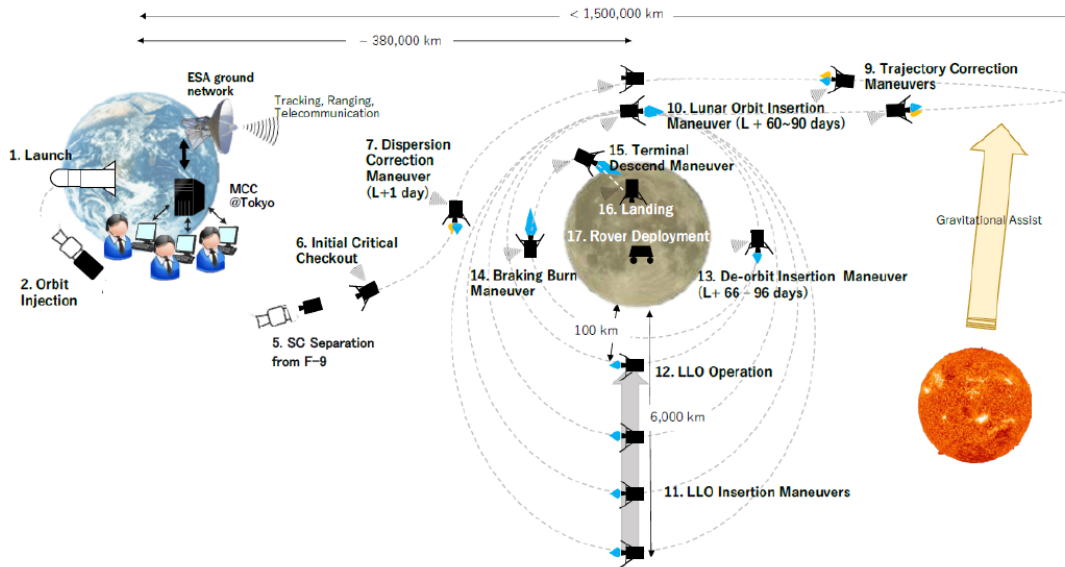 < 1,500,000 km
~ 380,000 km
ESA ground
network
Tracking, Ranging,
Telecommunication
1. Launch
MCC
@Tokyo
2. Orbit
Injection
5. SC Separation
from F-9
6. Initial Critical
Checkout
7. Dispersion
Correction
Maneuver
(L+1 day)
9. Trajectory Correction
Maneuvers
10. Lunar Orbit Insertion
Maneuver (L + 60~90 days)
15. Terminal
Descend Maneuver
16. Landing
17. Rover Deployment
14. Braking Burn
Maneuver
13. De-orbit Insertion Maneuver
(L+ 66 ~ 96 days)
Gravitational Assist
100 km
12. LLO Operation
6,000 km
11. LLO Insertion Maneuvers